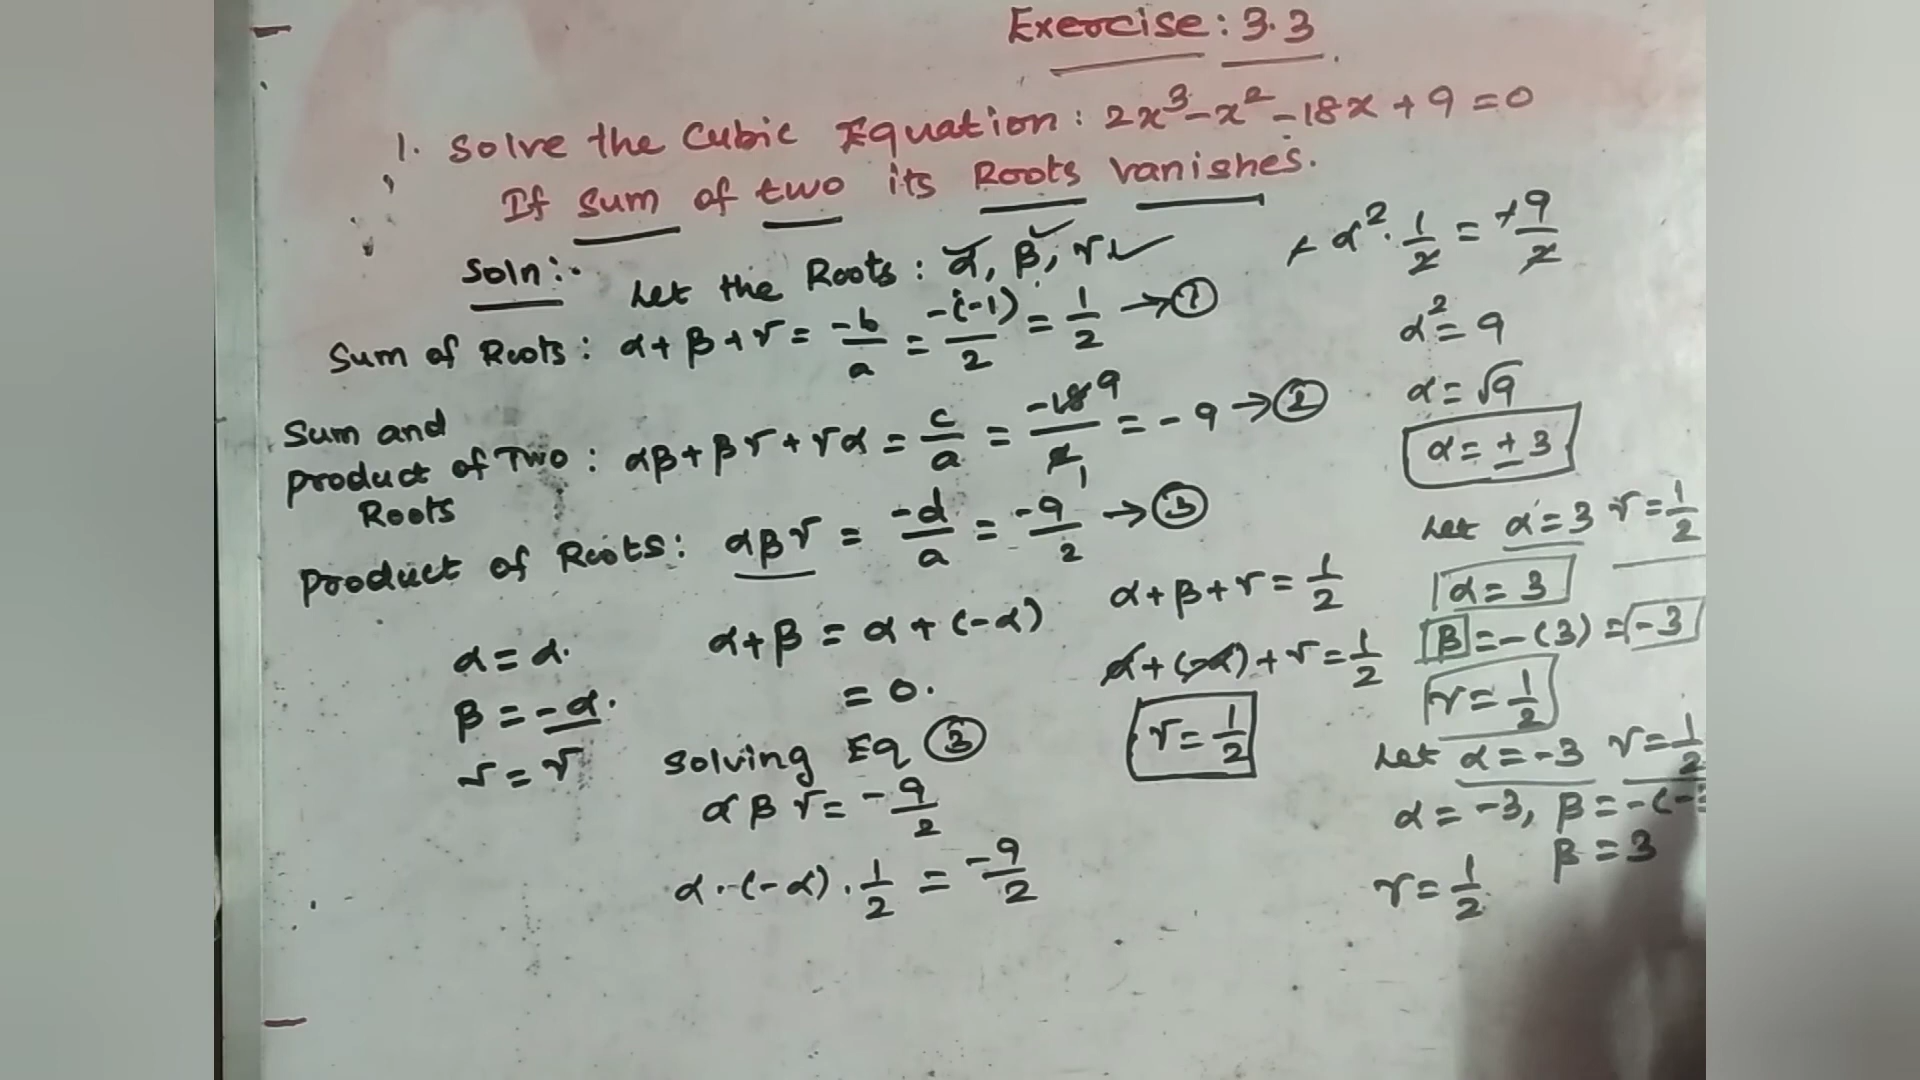 Exercise: 3.3
1. Solve the Cubic Equation: 2x³-x²-18x+9=0
If Sum of two its Roots vanishes.
Soln:-
Let the Roots: α, β, γ
Sum of Roots: α+β+γ = -b/a = -(-1)/2 = 1/2 → ①
Sum and
product of Two: αβ+βγ+γα = c/a = -18/2 9/1 = -9 → ②
Roots
product of Roots: αβγ = -d/a = -9/2 → ③
α = α.
β = -α.
γ = γ
α+β = α+(-α)
= 0.
Solving Eq ③
αβγ = -9/2
α.(-α).1/2 = -9/2
α+β+γ = 1/2
α+(-α)+γ = 1/2
γ = 1/2
α².1/2 = +9/2
α² = 9
α = √9
α = ±3
Let α = 3 γ = 1/2
α = 3
β = -(3) = -3
γ = 1/2
Let α = -3 γ = 1/2
α = -3, β = -(-
β = 3
γ = 1/2